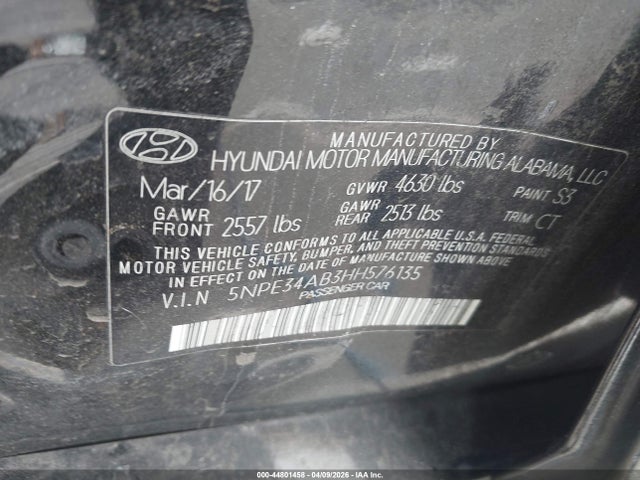 MANUFACTURED BY
HYUNDAI MOTOR MANUFACTURING ALABAMA, LLC
Mar/16/17 GVWR 4630 lbs PAINT S3
GAWR FRONT 2557 lbs GAWR REAR 2513 lbs TRIM CT
THIS VEHICLE CONFORMS TO ALL APPLICABLE U.S.A. FEDERAL
MOTOR VEHICLE SAFETY, BUMPER, AND THEFT PREVENTION STANDARDS
IN EFFECT ON THE DATE OF MANUFACTURE SHOWN ABOVE
V.I.N 5NPE34AB3HH576135
PASSENGER CAR
000-44801458 - 04/09/2026 - IAA Inc.